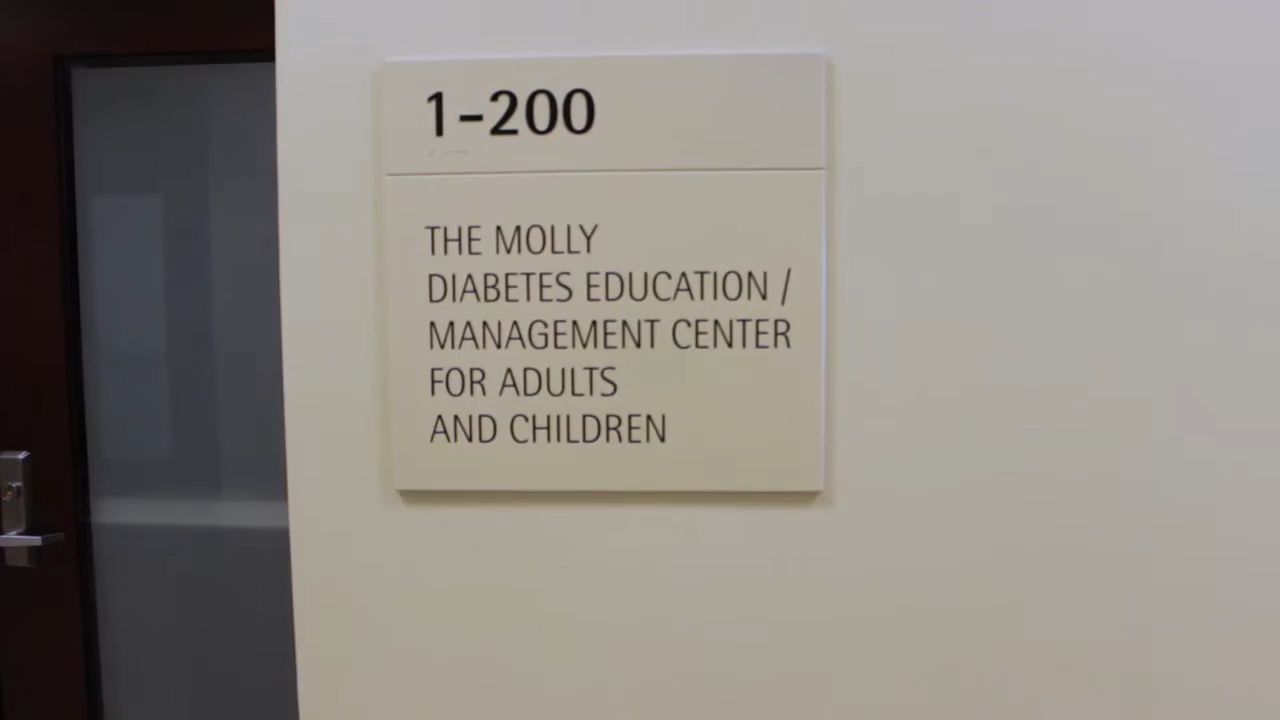 1-200
THE MOLLY
DIABETES EDUCATION /
MANAGEMENT CENTER
FOR ADULTS
AND CHILDREN